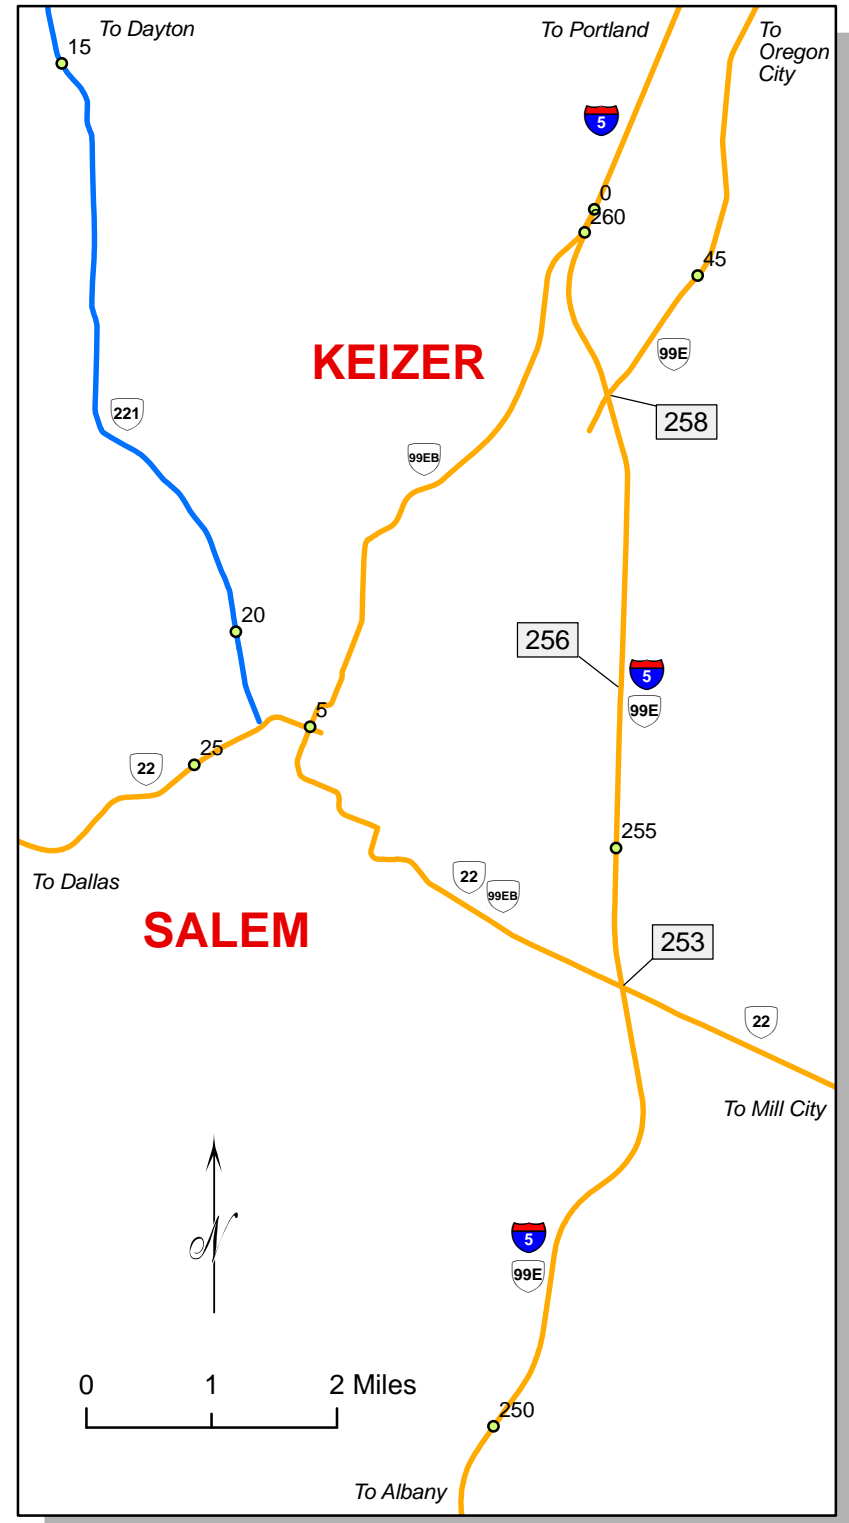 To Dayton
15
To Portland
To
Oregon
City
5
0
260
45
KEIZER
99E
221
258
99EB
20
256
5
99E
5
25
22
255
To Dallas
22
99EB
SALEM
253
22
To Mill City
N
5
99E
0 1 2 Miles
250
To Albany